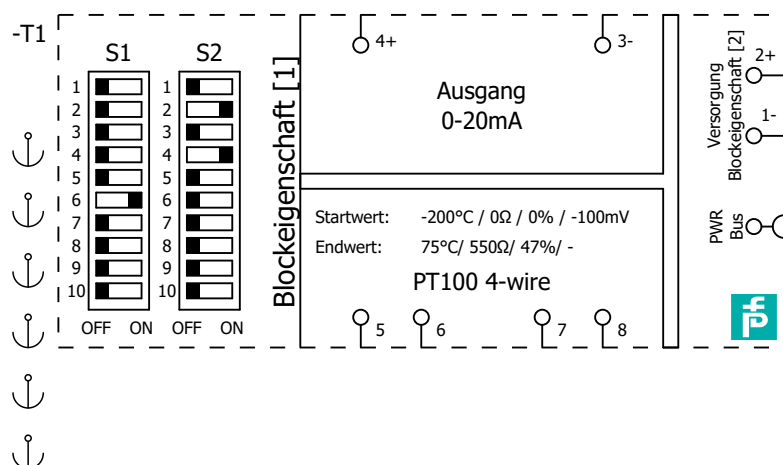 -T1
S1
S2
1
2
3
4
5
6
7
8
9
10
1
2
3
4
5
6
7
8
9
10
OFF ON OFF ON
Blockeigenschaft [1]
4+
3-
Ausgang
0-20mA
Startwert: -200°C / 0Ω / 0% / -100mV
Endwert: 75°C/ 550Ω/ 47%/ -
PT100 4-wire
5
6
7
8
Versorgung
Blockeigenschaft [2]
2+
1-
PWR
Bus